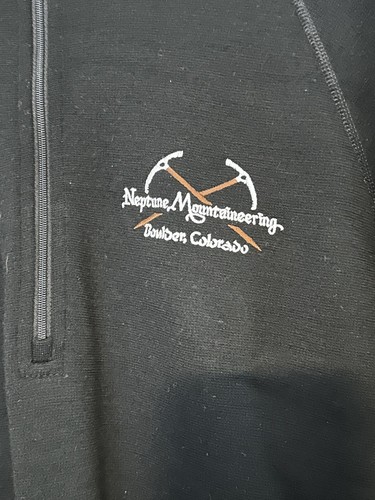 Neptune Mountaineering
Boulder, Colorado